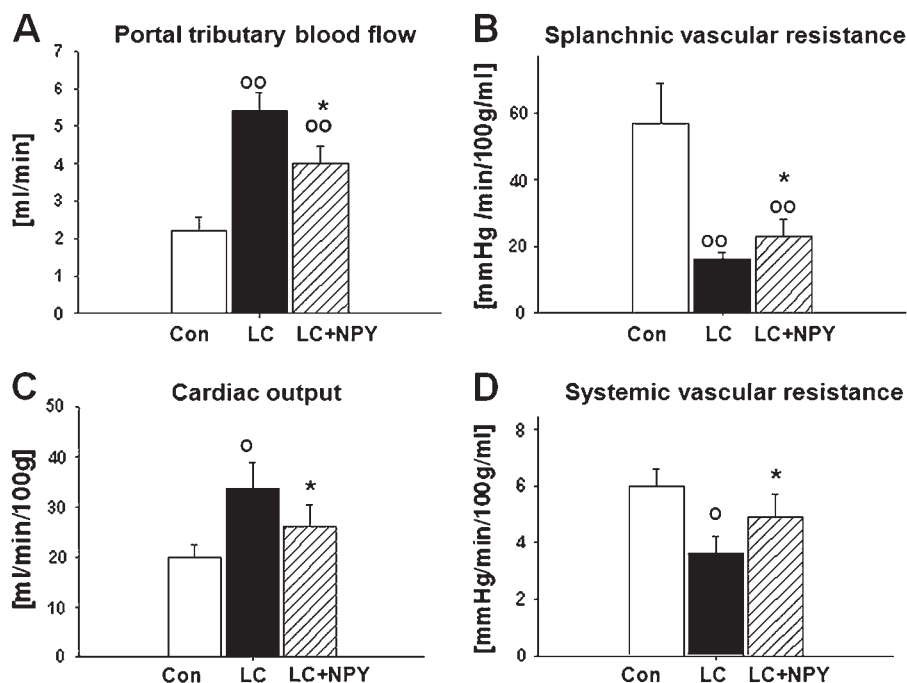 A Portal tributary blood flow
[ml/min]
7
6
5
4
3
2
1
0
oo
*
oo
Con LC LC+NPY
B Splanchnic vascular resistance
[mmHg /min/100g/ml]
60
40
20
0
oo
*
oo
Con LC LC+NPY
C Cardiac output
[ml/min/100g]
50
40
30
20
10
0
o
*
Con LC LC+NPY
D Systemic vascular resistance
[mmHg/min/100g/ml]
8
6
4
2
0
o
*
Con LC LC+NPY